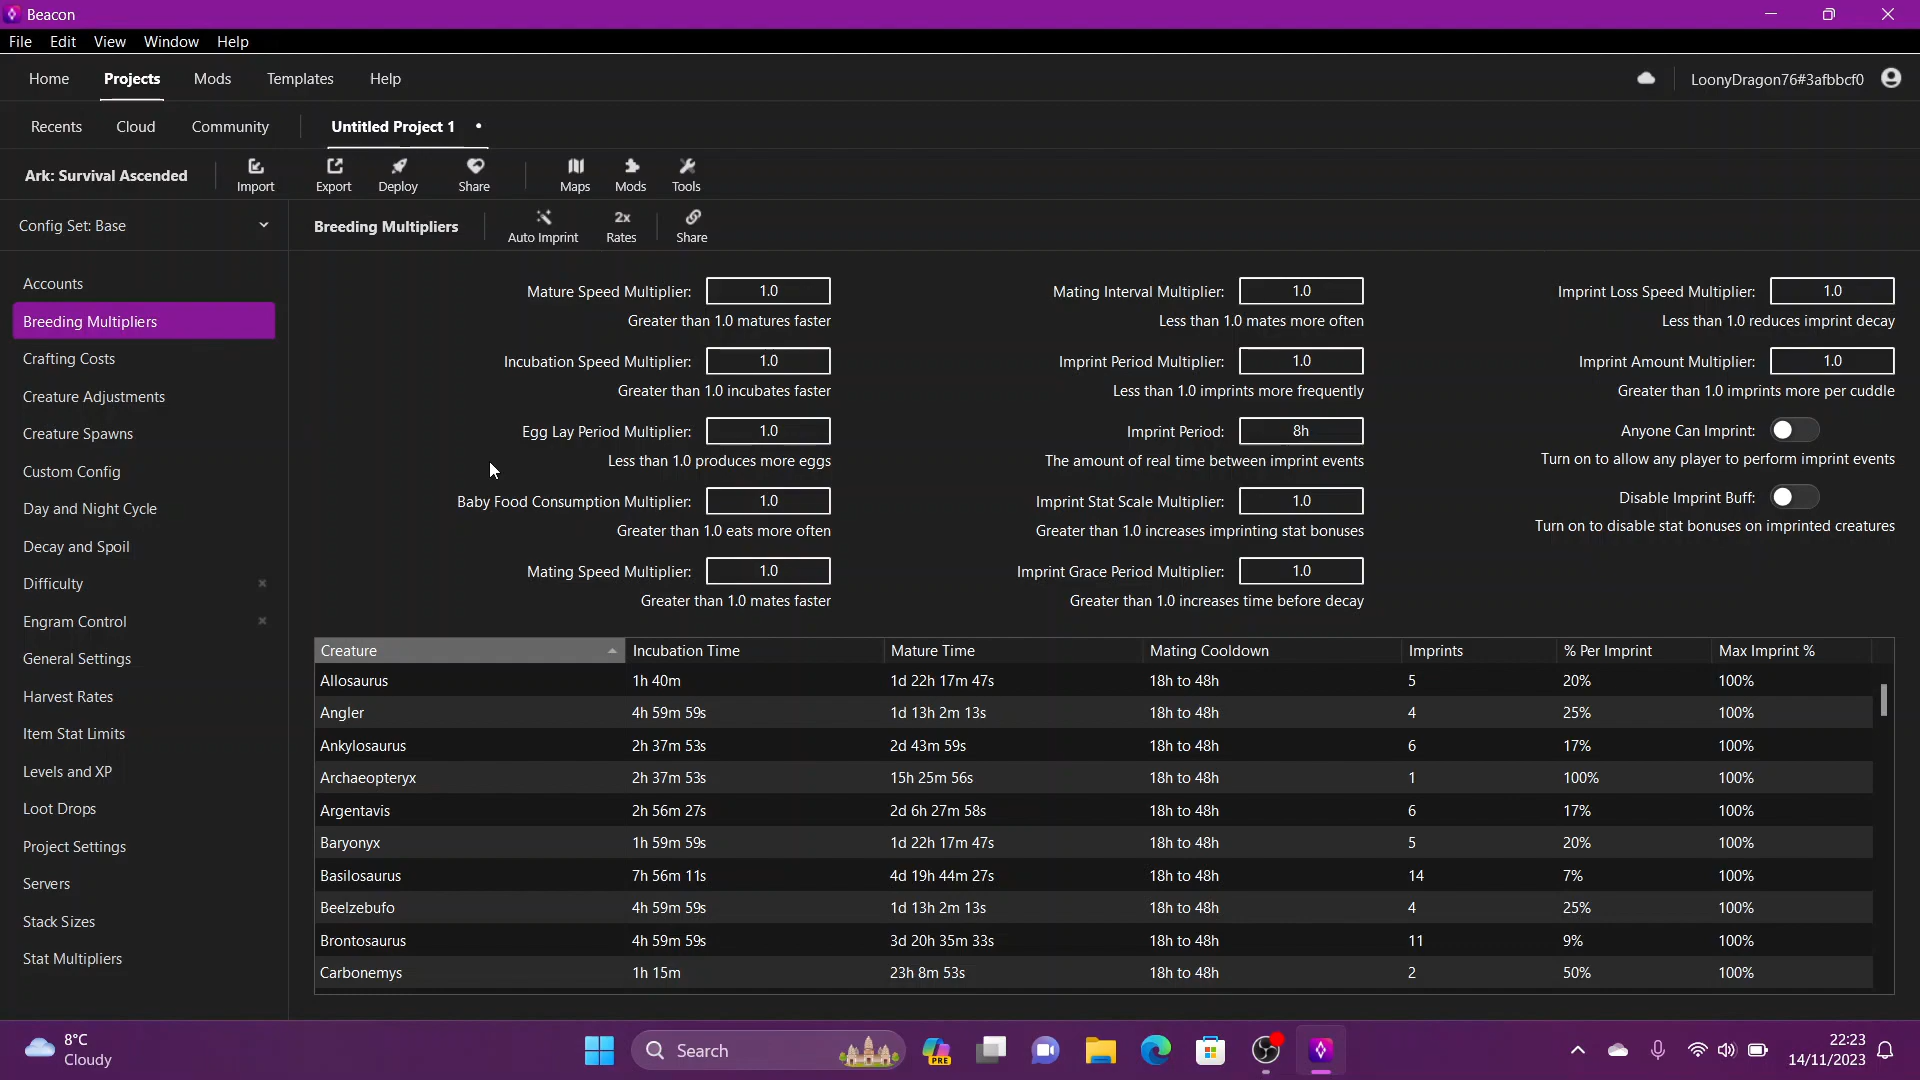 Beacon
File Edit View Window Help
Home Projects Mods Templates Help LoonyDragon76#3afbbcf0
Recents Cloud Community Untitled Project 1 •
Ark: Survival Ascended Import Export Deploy Share Maps Mods Tools
Config Set: Base
Breeding Multipliers Auto Imprint 2x Rates Share
Accounts
Breeding Multipliers
Crafting Costs
Creature Adjustments
Creature Spawns
Custom Config
Day and Night Cycle
Decay and Spoil
Difficulty
Engram Control
General Settings
Harvest Rates
Item Stat Limits
Levels and XP
Loot Drops
Project Settings
Servers
Stack Sizes
Stat Multipliers
Mature Speed Multiplier: 1.0
Greater than 1.0 matures faster
Incubation Speed Multiplier: 1.0
Greater than 1.0 incubates faster
Egg Lay Period Multiplier: 1.0
Less than 1.0 produces more eggs
Baby Food Consumption Multiplier: 1.0
Greater than 1.0 eats more often
Mating Speed Multiplier: 1.0
Greater than 1.0 mates faster
Mating Interval Multiplier: 1.0
Less than 1.0 mates more often
Imprint Period Multiplier: 1.0
Less than 1.0 imprints more frequently
Imprint Period: 8h
The amount of real time between imprint events
Imprint Stat Scale Multiplier: 1.0
Greater than 1.0 increases imprinting stat bonuses
Imprint Grace Period Multiplier: 1.0
Greater than 1.0 increases time before decay
Imprint Loss Speed Multiplier: 1.0
Less than 1.0 reduces imprint decay
Imprint Amount Multiplier: 1.0
Greater than 1.0 imprints more per cuddle
Anyone Can Imprint:
Turn on to allow any player to perform imprint events
Disable Imprint Buff:
Turn on to disable stat bonuses on imprinted creatures
Creature Incubation Time Mature Time Mating Cooldown Imprints % Per Imprint Max Imprint %
Allosaurus 1h 40m 1d 22h 17m 47s 18h to 48h 5 20% 100%
Angler 4h 59m 59s 1d 13h 2m 13s 18h to 48h 4 25% 100%
Ankylosaurus 2h 37m 53s 2d 43m 59s 18h to 48h 6 17% 100%
Archaeopteryx 2h 37m 53s 15h 25m 56s 18h to 48h 1 100% 100%
Argentavis 2h 56m 27s 2d 6h 27m 58s 18h to 48h 6 17% 100%
Baryonyx 1h 59m 59s 1d 22h 17m 47s 18h to 48h 5 20% 100%
Basilosaurus 7h 56m 11s 4d 19h 44m 27s 18h to 48h 14 7% 100%
Beelzebufo 4h 59m 59s 1d 13h 2m 13s 18h to 48h 4 25% 100%
Brontosaurus 4h 59m 59s 3d 20h 35m 33s 18h to 48h 11 9% 100%
Carbonemys 1h 15m 23h 8m 53s 18h to 48h 2 50% 100%
8°C
Cloudy
Search
PRE
22:23
14/11/2023